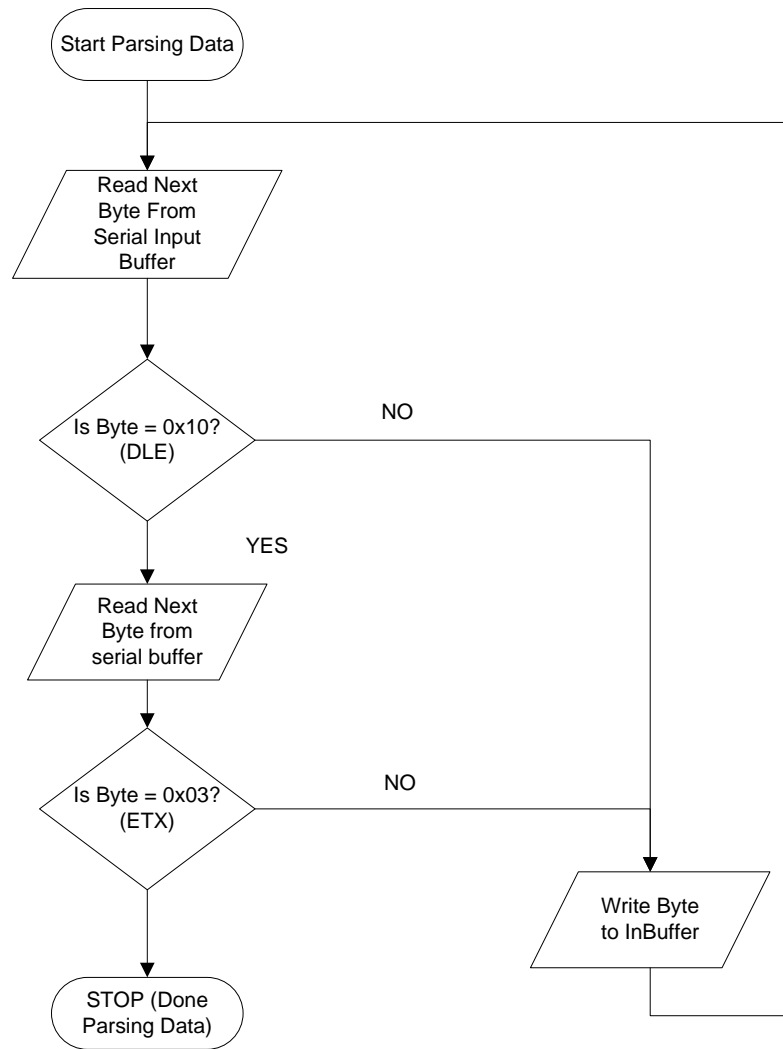 Start Parsing Data
Read Next
Byte From
Serial Input
Buffer
Is Byte = 0x10?
(DLE)
NO
YES
Read Next
Byte from
serial buffer
Is Byte = 0x03?
(ETX)
NO
Write Byte
to InBuffer
STOP (Done
Parsing Data)